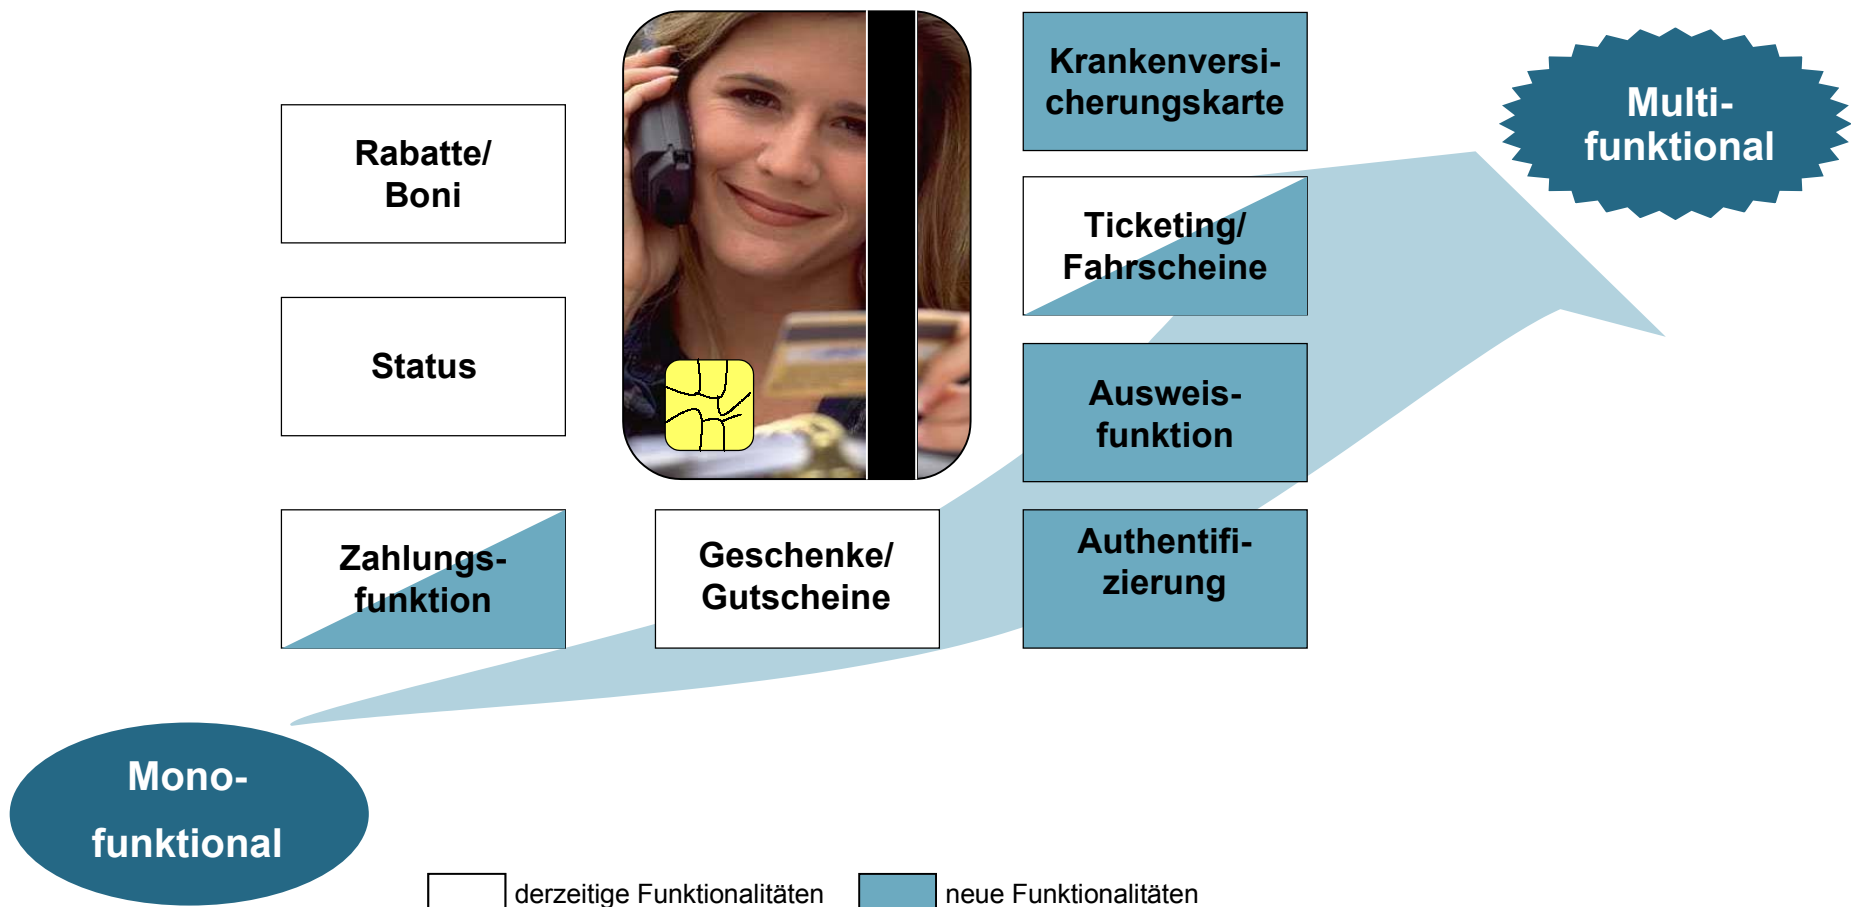 Krankenversi-
cherungskarte
Multi-
funktional
Rabatte/
Boni
Ticketing/
Fahrscheine
Status
Ausweis-
funktion
Zahlungs-
funktion
Geschenke/
Gutscheine
Authentifi-
zierung
Mono-
funktional
derzeitige Funktionalitäten
neue Funktionalitäten